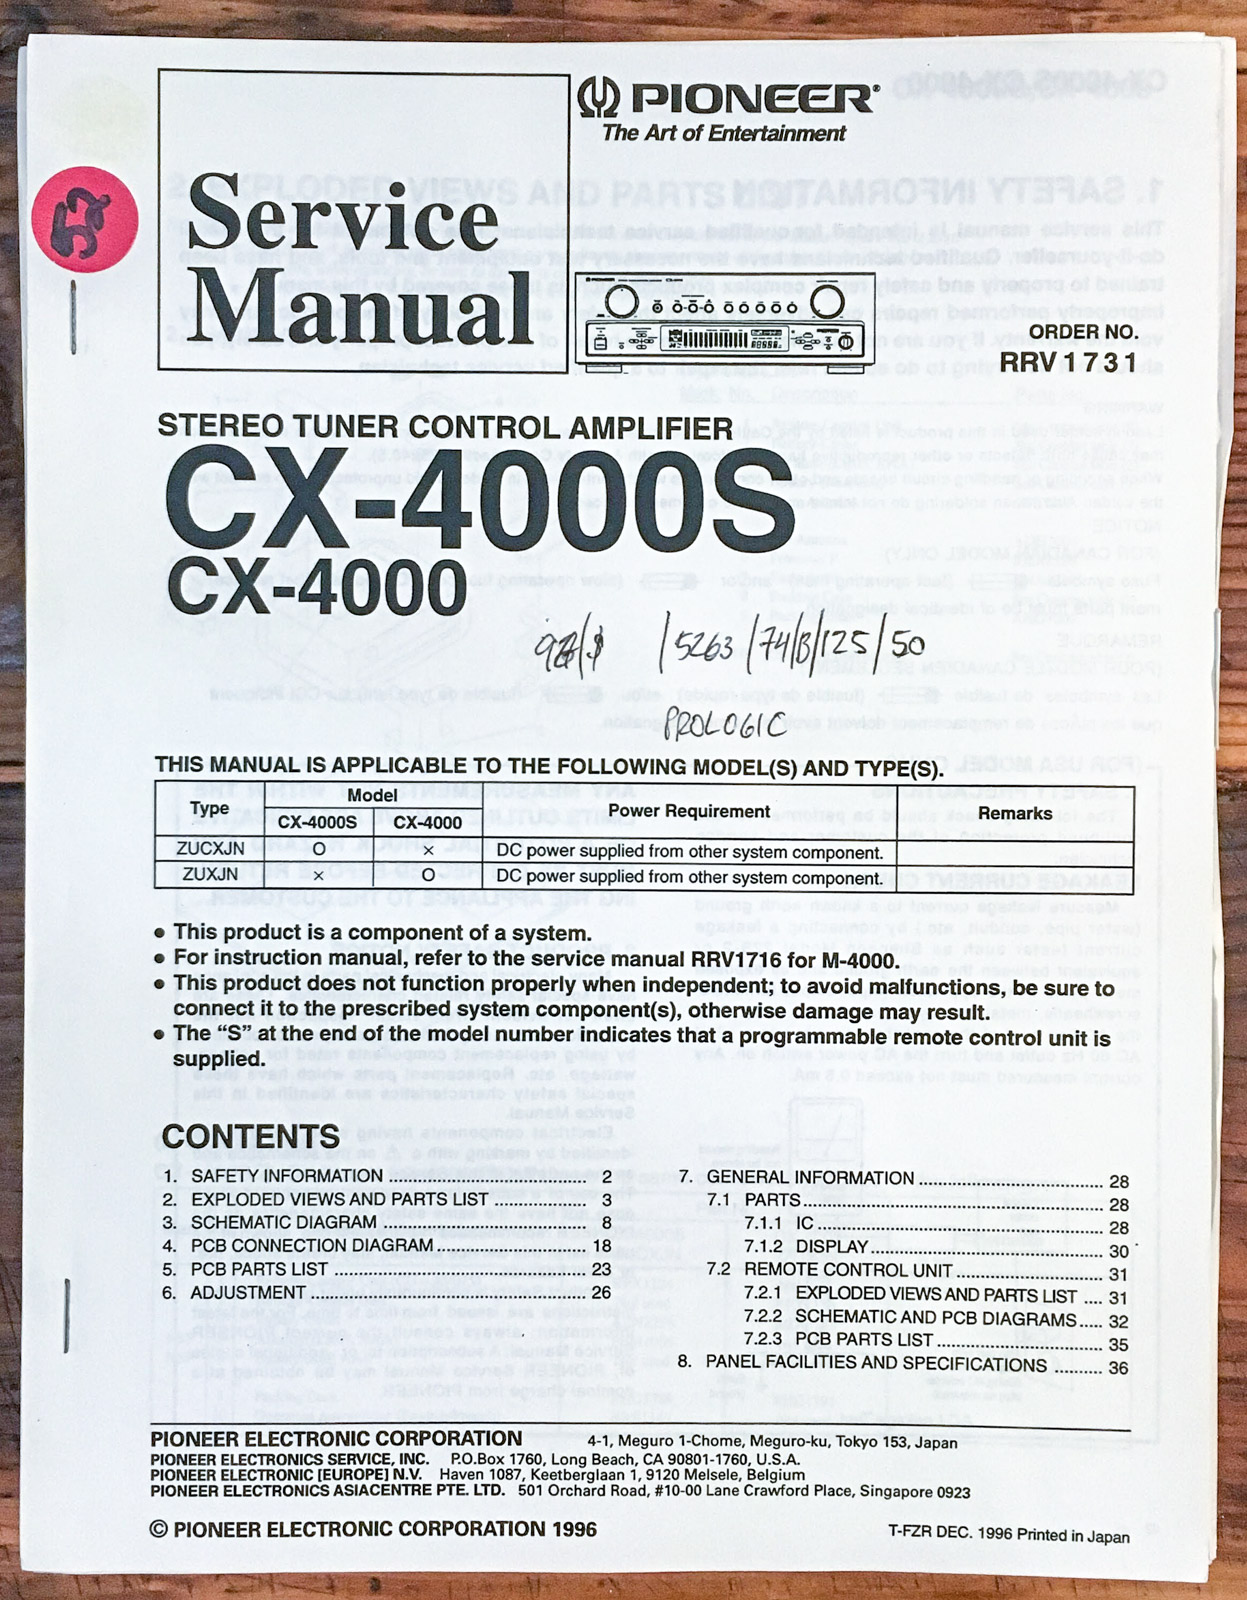 PIONEER®
The Art of Entertainment
Service
Manual
ORDER NO.
RRV1731
STEREO TUNER CONTROL AMPLIFIER
CX-4000S
CX-4000
/5263/74/B/125/50
PROLOGIC
THIS MANUAL IS APPLICABLE TO THE FOLLOWING MODEL(S) AND TYPE(S).
Type Model Power Requirement Remarks
CX-4000S CX-4000
ZUCXJN ○ × DC power supplied from other system component.
ZUXJN × ○ DC power supplied from other system component.
● This product is a component of a system.
● For instruction manual, refer to the service manual RRV1716 for M-4000.
● This product does not function properly when independent; to avoid malfunctions, be sure to
connect it to the prescribed system component(s), otherwise damage may result.
● The “S” at the end of the model number indicates that a programmable remote control unit is
supplied.
CONTENTS
1. SAFETY INFORMATION .......... 2
2. EXPLODED VIEWS AND PARTS LIST .......... 3
3. SCHEMATIC DIAGRAM .......... 8
4. PCB CONNECTION DIAGRAM .......... 18
5. PCB PARTS LIST .......... 23
6. ADJUSTMENT .......... 26
7. GENERAL INFORMATION .......... 28
7.1 PARTS .......... 28
7.1.1 IC .......... 28
7.1.2 DISPLAY .......... 30
7.2 REMOTE CONTROL UNIT .......... 31
7.2.1 EXPLODED VIEWS AND PARTS LIST .... 31
7.2.2 SCHEMATIC AND PCB DIAGRAMS..... 32
7.2.3 PCB PARTS LIST .......... 35
8. PANEL FACILITIES AND SPECIFICATIONS .......... 36
PIONEER ELECTRONIC CORPORATION 4-1, Meguro 1-Chome, Meguro-ku, Tokyo 153, Japan
PIONEER ELECTRONICS SERVICE, INC. P.O.Box 1760, Long Beach, CA 90801-1760, U.S.A.
PIONEER ELECTRONIC [EUROPE] N.V. Haven 1087, Keetberglaan 1, 9120 Melsele, Belgium
PIONEER ELECTRONICS ASIACENTRE PTE. LTD. 501 Orchard Road, #10-00 Lane Crawford Place, Singapore 0923
© PIONEER ELECTRONIC CORPORATION 1996
T-FZR DEC. 1996 Printed in Japan